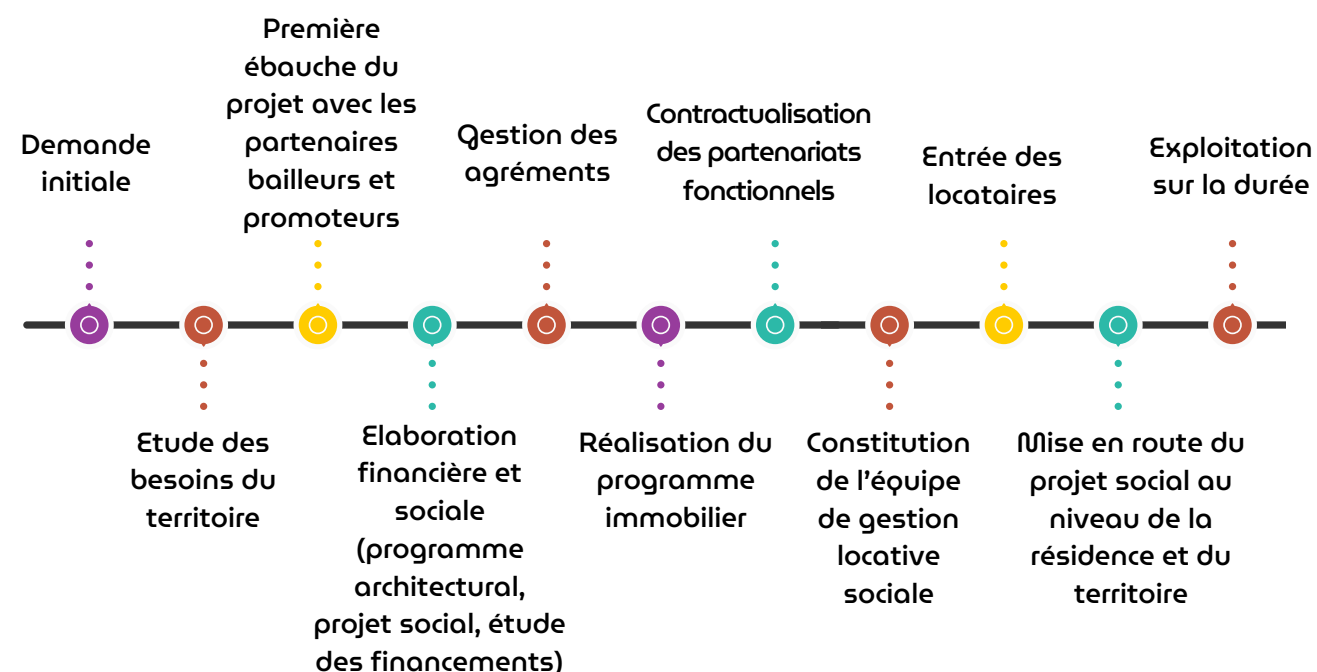 Demande
initiale
Etude des
besoins du
territoire
Première
ébauche du
projet avec les
partenaires
bailleurs et
promoteurs
Elaboration
financière et
sociale
(programme
architectural,
projet social, étude
des financements)
Gestion des
agréments
Réalisation du
programme
immobilier
Contractualisation
des partenariats
fonctionnels
Constitution
de l'équipe
de gestion
locative
sociale
Entrée des
locataires
Mise en route du
projet social au
niveau de la
résidence et du
territoire
Exploitation
sur la durée